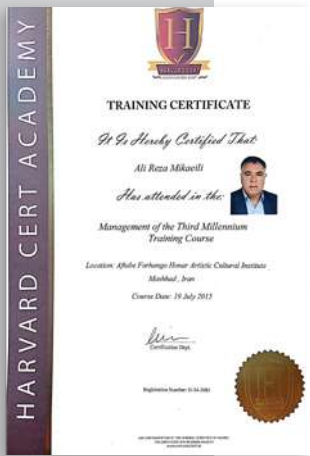 HARVARD CERT ACADEMY
H
TRAINING CERTIFICATE
It Is Hereby Certified That
Ali Reza Mikaeili
Has attended in the:
Management of the Third Millennium
Training Course
Location: Aftabe Farhango Honar Artistic Cultural Institute
Mashhad, Iran
Course Date: 19 July 2015
Certification Dept.
H